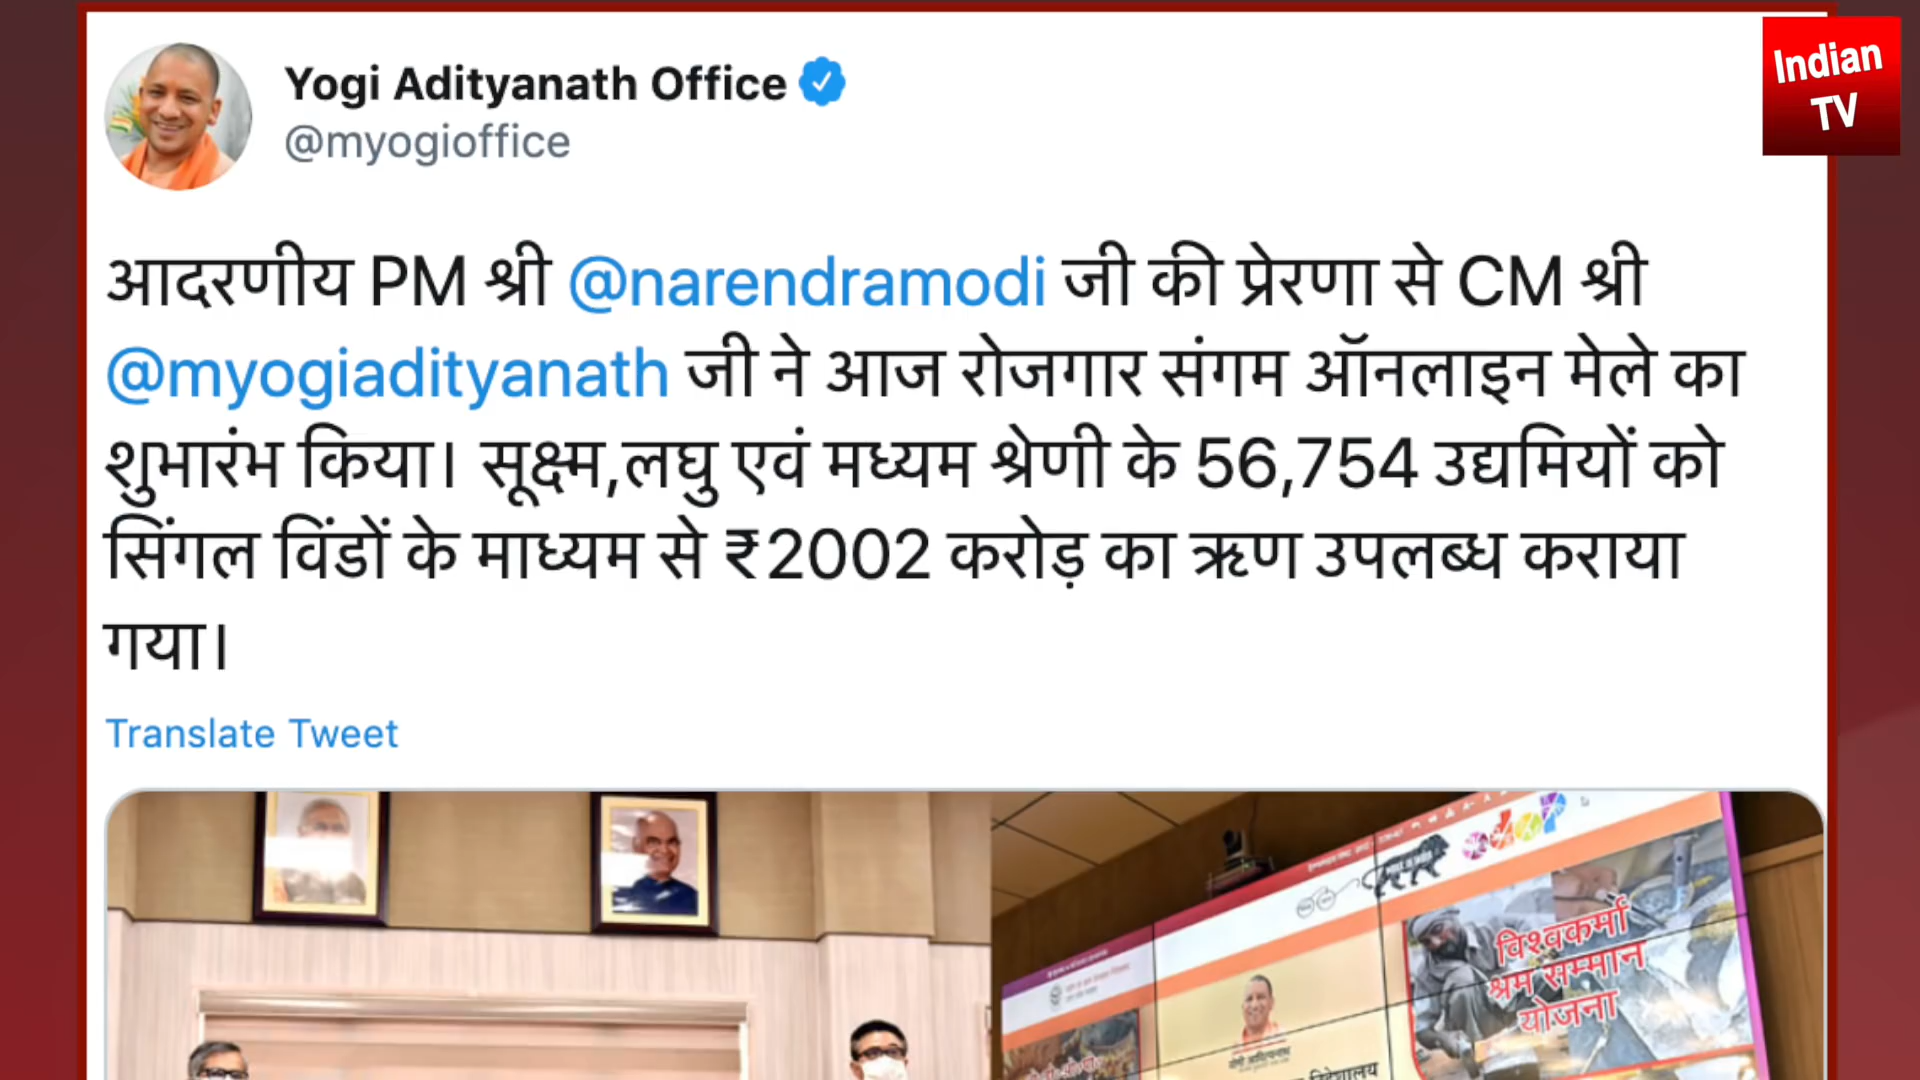 Yogi Adityanath Office
@myogioffice
Indian
TV
आदरणीय PM श्री @narendramodi जी की प्रेरणा से CM श्री
@myogiadityanath जी ने आज रोजगार संगम ऑनलाइन मेले का
शुभारंभ किया। सूक्ष्म,लघु एवं मध्यम श्रेणी के 56,754 उद्यमियों को
सिंगल विंडों के माध्यम से ₹2002 करोड़ का ऋण उपलब्ध कराया
गया।
Translate Tweet
odop
विश्वकर्मा
श्रम सम्मान
योजना